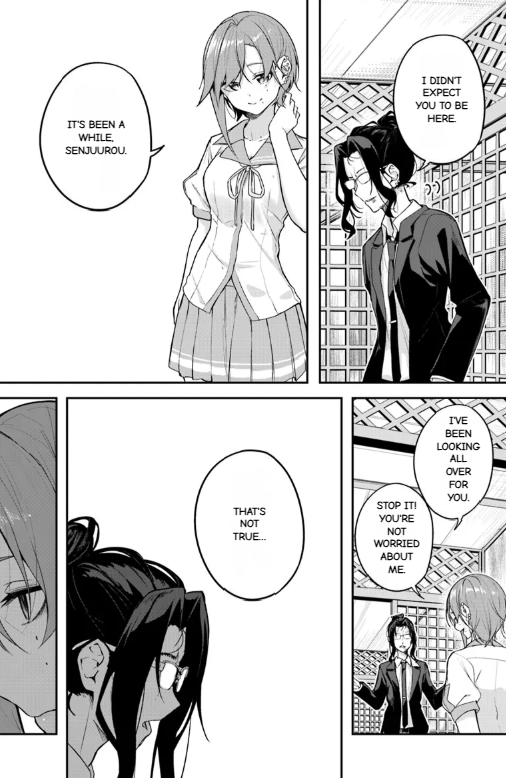 I DIDN'T
EXPECT
YOU TO BE
HERE.
IT'S BEEN A
WHILE,
SENJUUROU.
I'VE
BEEN
LOOKING
ALL
OVER
FOR
YOU.
STOP IT!
YOU'RE
NOT
WORRIED
ABOUT
ME.
THAT'S
NOT
TRUE...